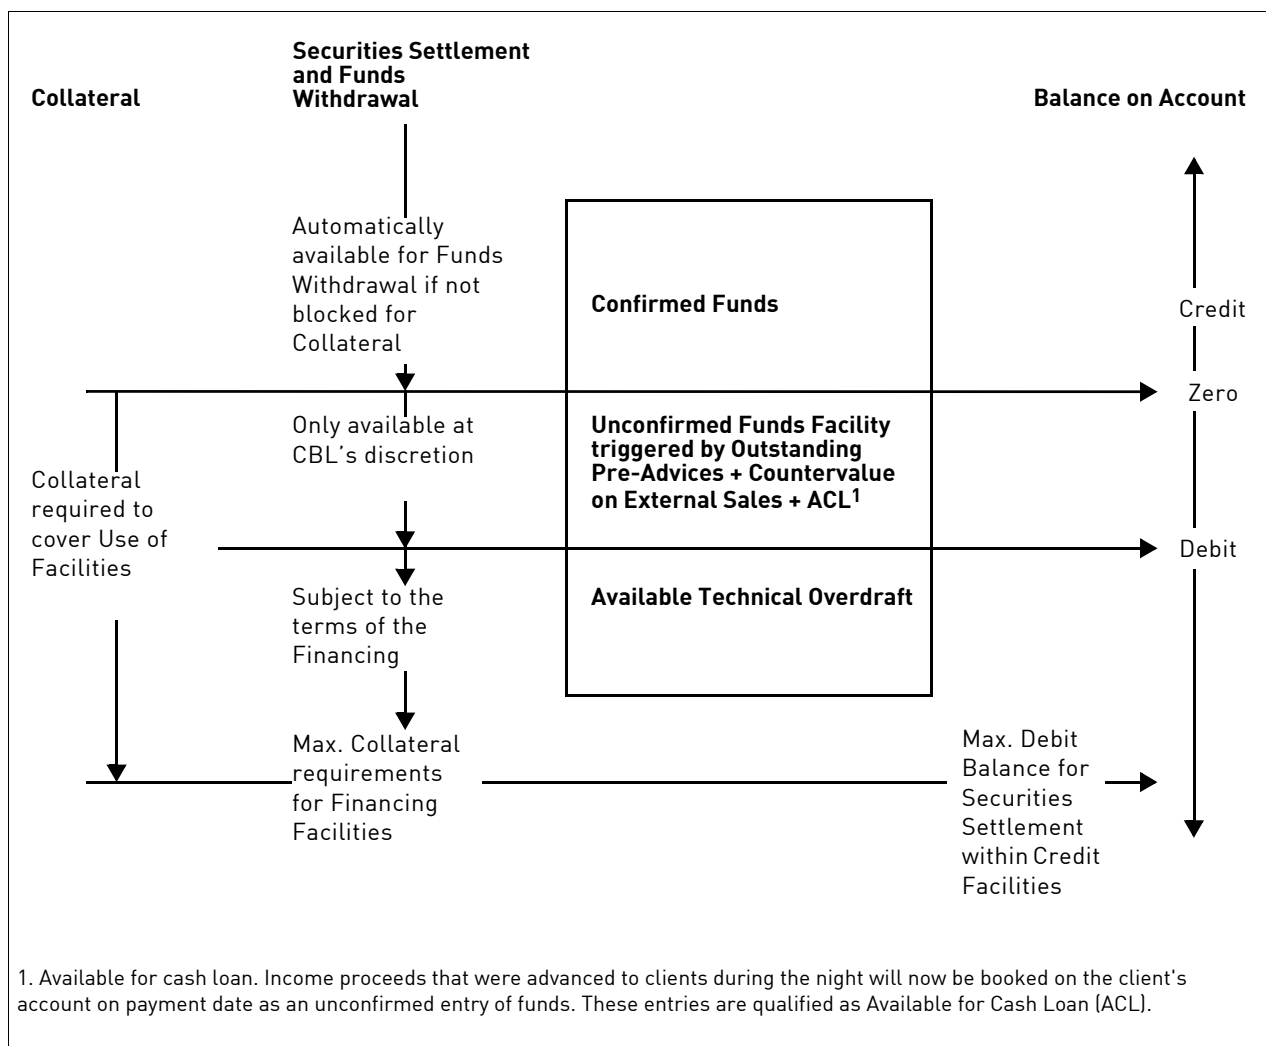 Securities Settlement
and Funds
Withdrawal
Collateral
Balance on Account
Automatically
available for Funds
Withdrawal if not
blocked for
Collateral
Confirmed Funds
Credit
Zero
Only available at
CBL's discretion
Unconfirmed Funds Facility
triggered by Outstanding
Pre-Advices + Countervalue
on External Sales + ACL1
Collateral
required to
cover Use of
Facilities
Debit
Subject to the
terms of the
Financing
Available Technical Overdraft
Max. Collateral
requirements
for Financing
Facilities
Max. Debit
Balance for
Securities
Settlement
within Credit
Facilities
1. Available for cash loan. Income proceeds that were advanced to clients during the night will now be booked on the client's
account on payment date as an unconfirmed entry of funds. These entries are qualified as Available for Cash Loan (ACL).